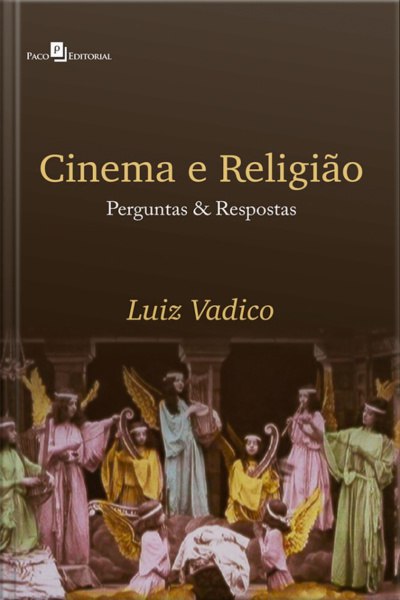 PACO EDITORIAL
Cinema e Religião
Perguntas & Respostas
Luiz Vadico